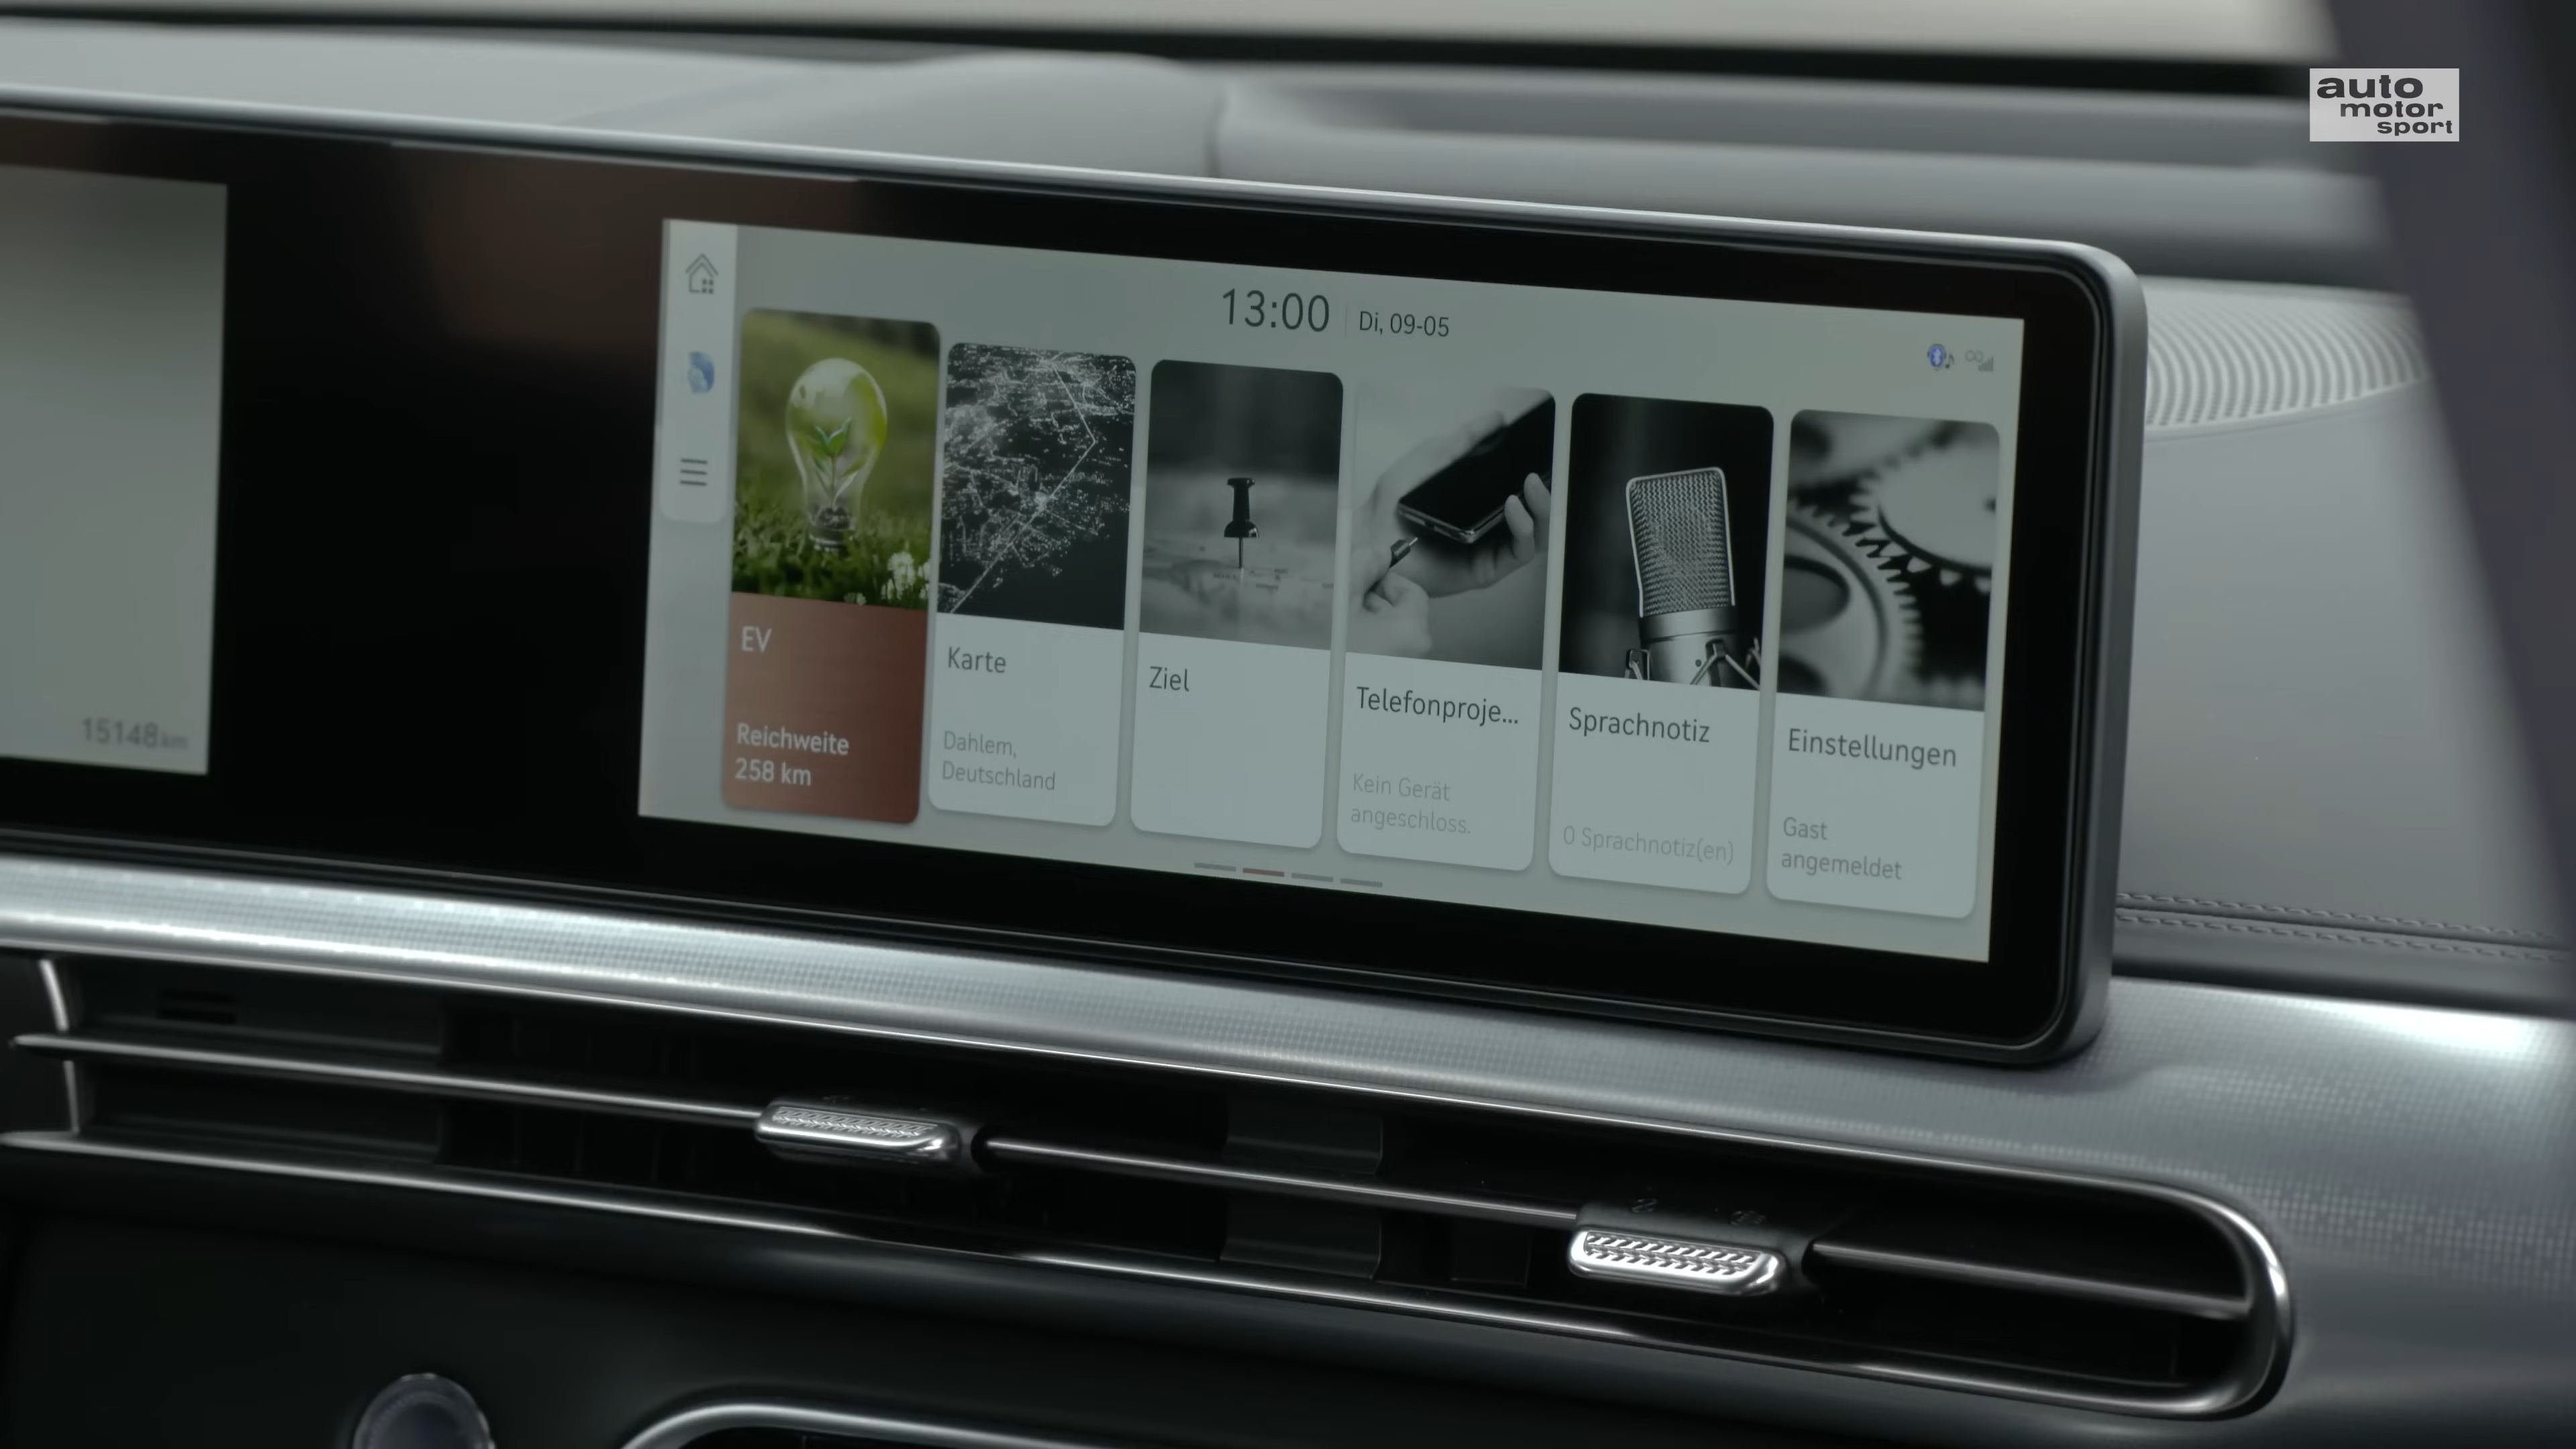 auto
motor
sport
13:00
Di, 09-05
EV
Reichweite
258 km
Karte
Dahlem,
Deutschland
Ziel
Telefonproje...
Kein Gerät
angeschloss.
Sprachnotiz
0 Sprachnotiz(en)
Einstellungen
Gast
angemeldet
15148 km